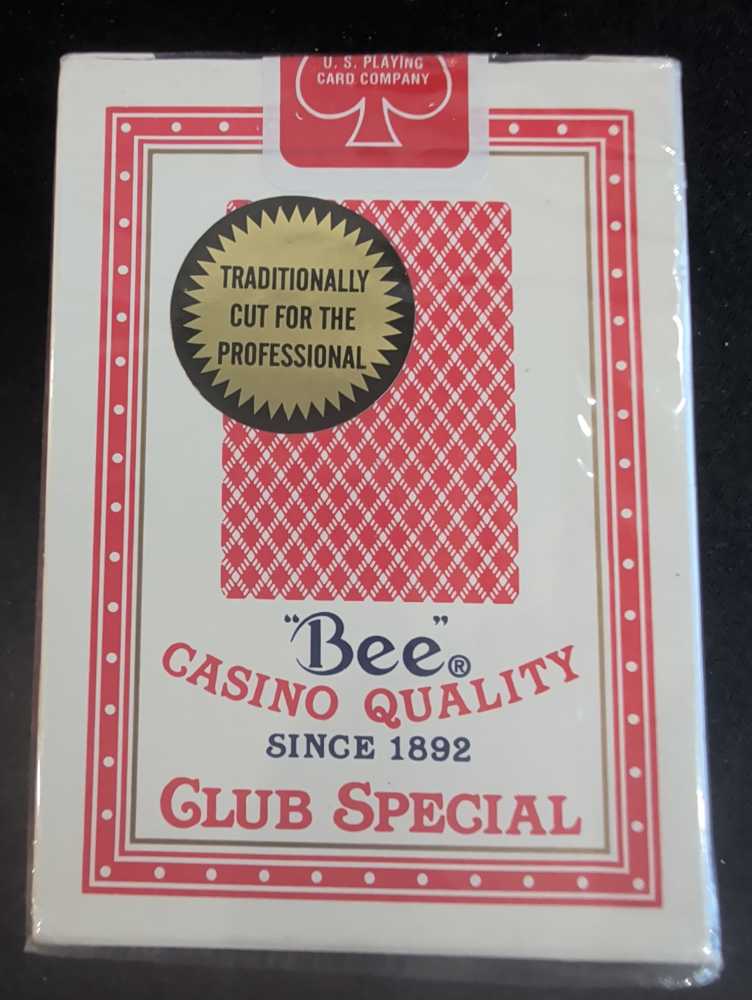 U. S. PLAYING
CARD COMPANY
TRADITIONALLY
CUT FOR THE
PROFESSIONAL
"Bee"®
CASINO QUALITY
SINCE 1892
CLUB SPECIAL